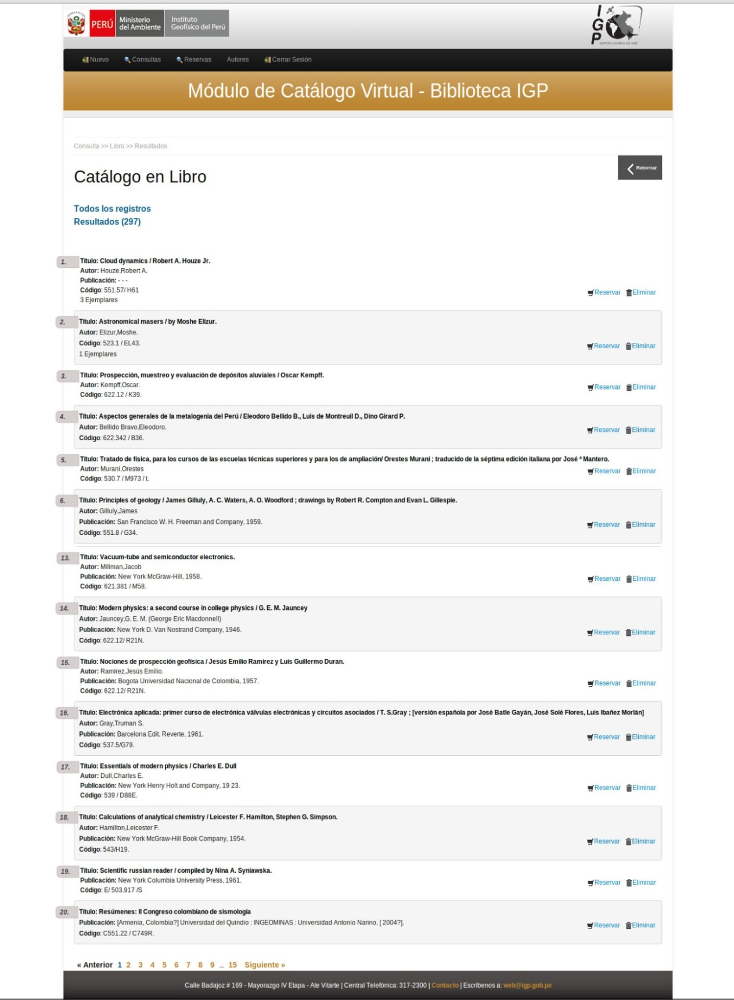 PERÚ
Ministerio
del Ambiente
Instituto
Geofísico del Perú
IGP
Nuevo Consultas Reservas Autores Cerrar Sesión
Módulo de Catálogo Virtual - Biblioteca IGP
Consulta >> Libro >> Resultados
Retornar
Catálogo en Libro
Todos los registros
Resultados (297)
1. Título: Cloud dynamics / Robert A. Houze Jr.
Autor: Houze,Robert A.
Publicación: - - -
Código: 551.57/ H61
Reservar Eliminar
3 Ejemplares
2. Título: Astronomical masers / by Moshe Elizur.
Autor: Elizur,Moshe.
Código: 523.1 / EL43.
Reservar Eliminar
1 Ejemplares
3. Título: Prospección, muestreo y evaluación de depósitos aluviales / Oscar Kempff.
Autor: Kempff,Oscar.
Reservar Eliminar
Código: 622.12 / K39.
4. Título: Aspectos generales de la metalogenia del Perú / Eleodoro Bellido B., Luis de Montreuil D., Dino Girard P.
Autor: Bellido Bravo,Eleodoro.
Reservar Eliminar
Código: 622.342 / B36.
5. Título: Tratado de física, para los cursos de las escuelas técnicas superiores y para los de ampliación/ Orestes Murani ; traducido de la séptima edición italiana por José ª Mantero.
Autor: Murani,Orestes
Reservar Eliminar
Código: 530.7 / M973 / t.
6. Título: Principles of geology / James Gilluly, A. C. Waters, A. O. Woodford ; drawings by Robert R. Compton and Evan L. Gillespie.
Autor: Gilluly,James
Publicación: San Francisco W. H. Freeman and Company, 1959.
Reservar Eliminar
Código: 551.8 / G34.
13. Título: Vacuum-tube and semiconductor electronics.
Autor: Millman,Jacob
Publicación: New York McGraw-Hill, 1958.
Reservar Eliminar
Código: 621.381 / M58.
14. Título: Modern physics: a second course in college physics / G. E. M. Jauncey
Autor: Jauncey,G. E. M. (George Eric Macdonnell)
Publicación: New York D. Van Nostrand Company, 1946.
Reservar Eliminar
Código: 622.12/ R21N.
15. Título: Nociones de prospección geofísica / Jesús Emilio Ramírez y Luis Guillermo Duran.
Autor: Ramírez,Jesús Emilio.
Publicación: Bogota Universidad Nacional de Colombia, 1957.
Reservar Eliminar
Código: 622.12/ R21N.
16. Título: Electrónica aplicada: primer curso de electrónica válvulas electrónicas y circuitos asociados / T. S.Gray ; [versión española por José Batle Gayán, José Solé Flores, Luis Ibañez Morlán]
Autor: Gray,Truman S.
Publicación: Barcelona Edit. Reverte, 1961.
Reservar Eliminar
Código: 537.5/G79.
17. Título: Essentials of modern physics / Charles E. Dull
Autor: Dull,Charles E.
Publicación: New York Henry Holt and Company, 19 23.
Reservar Eliminar
Código: 539 / D88E.
18. Título: Calculations of analytical chemistry / Leicester F. Hamilton, Stephen G. Simpson.
Autor: Hamilton,Leicester F.
Publicación: New York McGraw-Hill Book Company, 1954.
Reservar Eliminar
Código: 543/H19.
19. Título: Scientific russian reader / compiled by Nina A. Syniawska.
Publicación: New York Columbia University Press, 1961.
Reservar Eliminar
Código: E/ 503.917 /S
20. Título: Resúmenes: II Congreso colombiano de sismología
Publicación: [Armenia, Colombia?] Universidad del Quindio : INGEOMINAS : Universidad Antonio Narino, [ 2004?].
Reservar Eliminar
Código: C551.22 / C749R.
« Anterior 1 2 3 4 5 6 7 8 9 ... 15 Siguiente »
Calle Badajoz # 169 - Mayorazgo IV Etapa - Ate Vitarte | Central Telefónica: 317-2300 | Contacto | Escríbenos a: web@igp.gob.pe